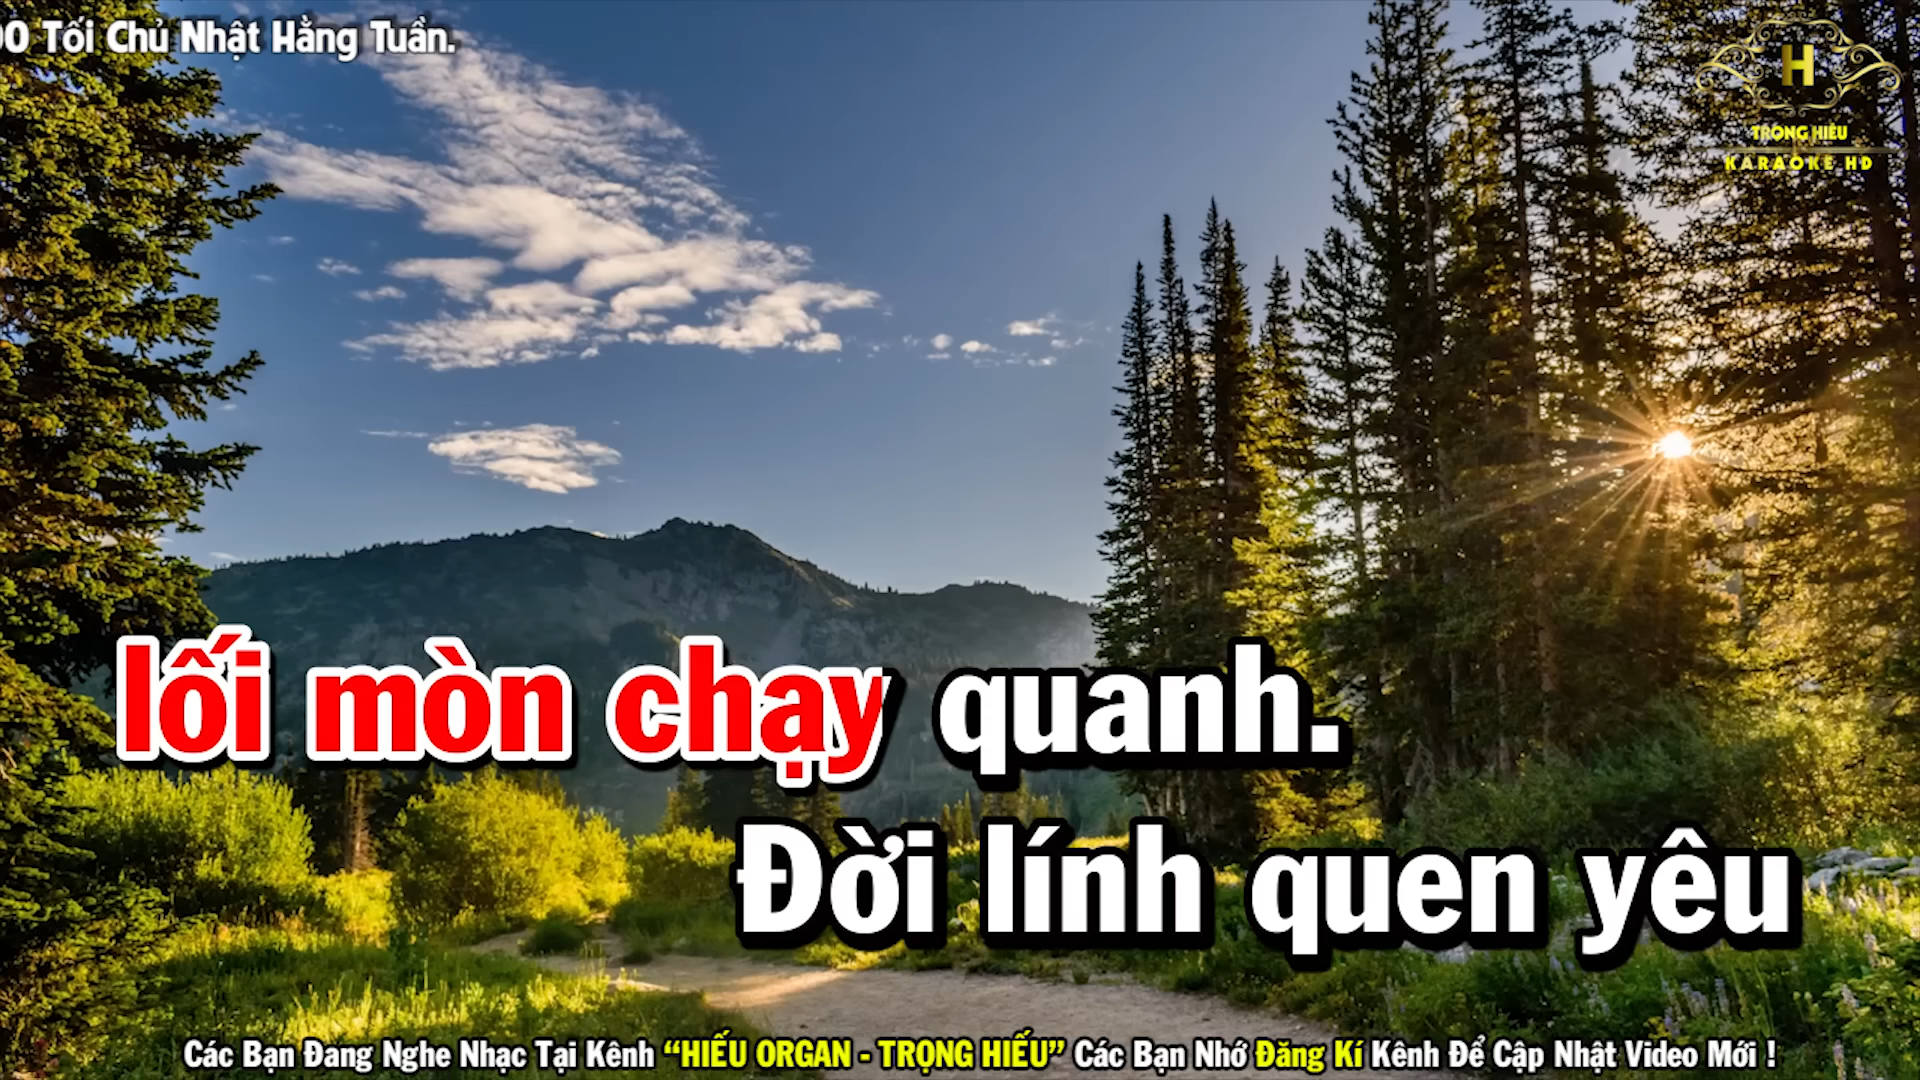 0 Tối Chủ Nhật Hằng Tuần.
H
TRỌNG HIẾU
KARAOKE HD
lối mòn chạy quanh.
Đời lính quen yêu
Các Bạn Đang Nghe Nhạc Tại Kênh “HIẾU ORGAN - TRỌNG HIẾU” Các Bạn Nhớ Đăng Kí Kênh Để Cập Nhật Video Mới !